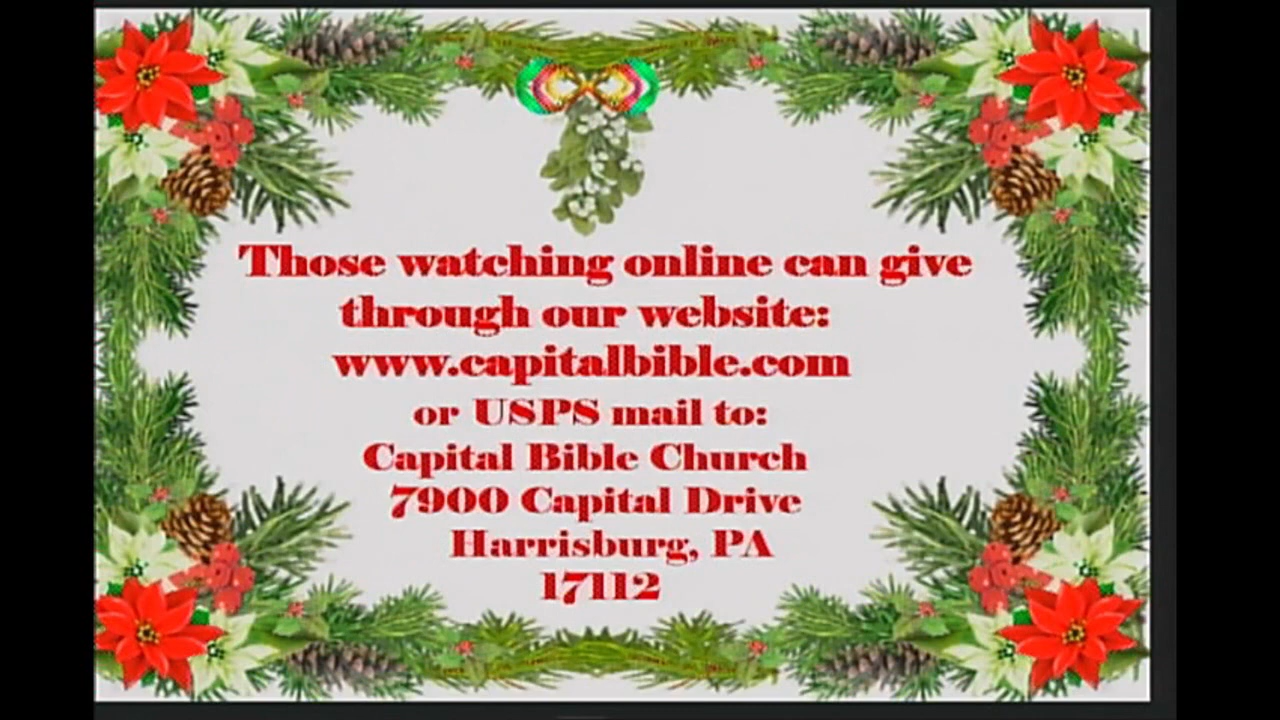 Those watching online can give
through our website:
www.capitalbible.com
or USPS mail to:
Capital Bible Church
7900 Capital Drive
Harrisburg, PA
17112